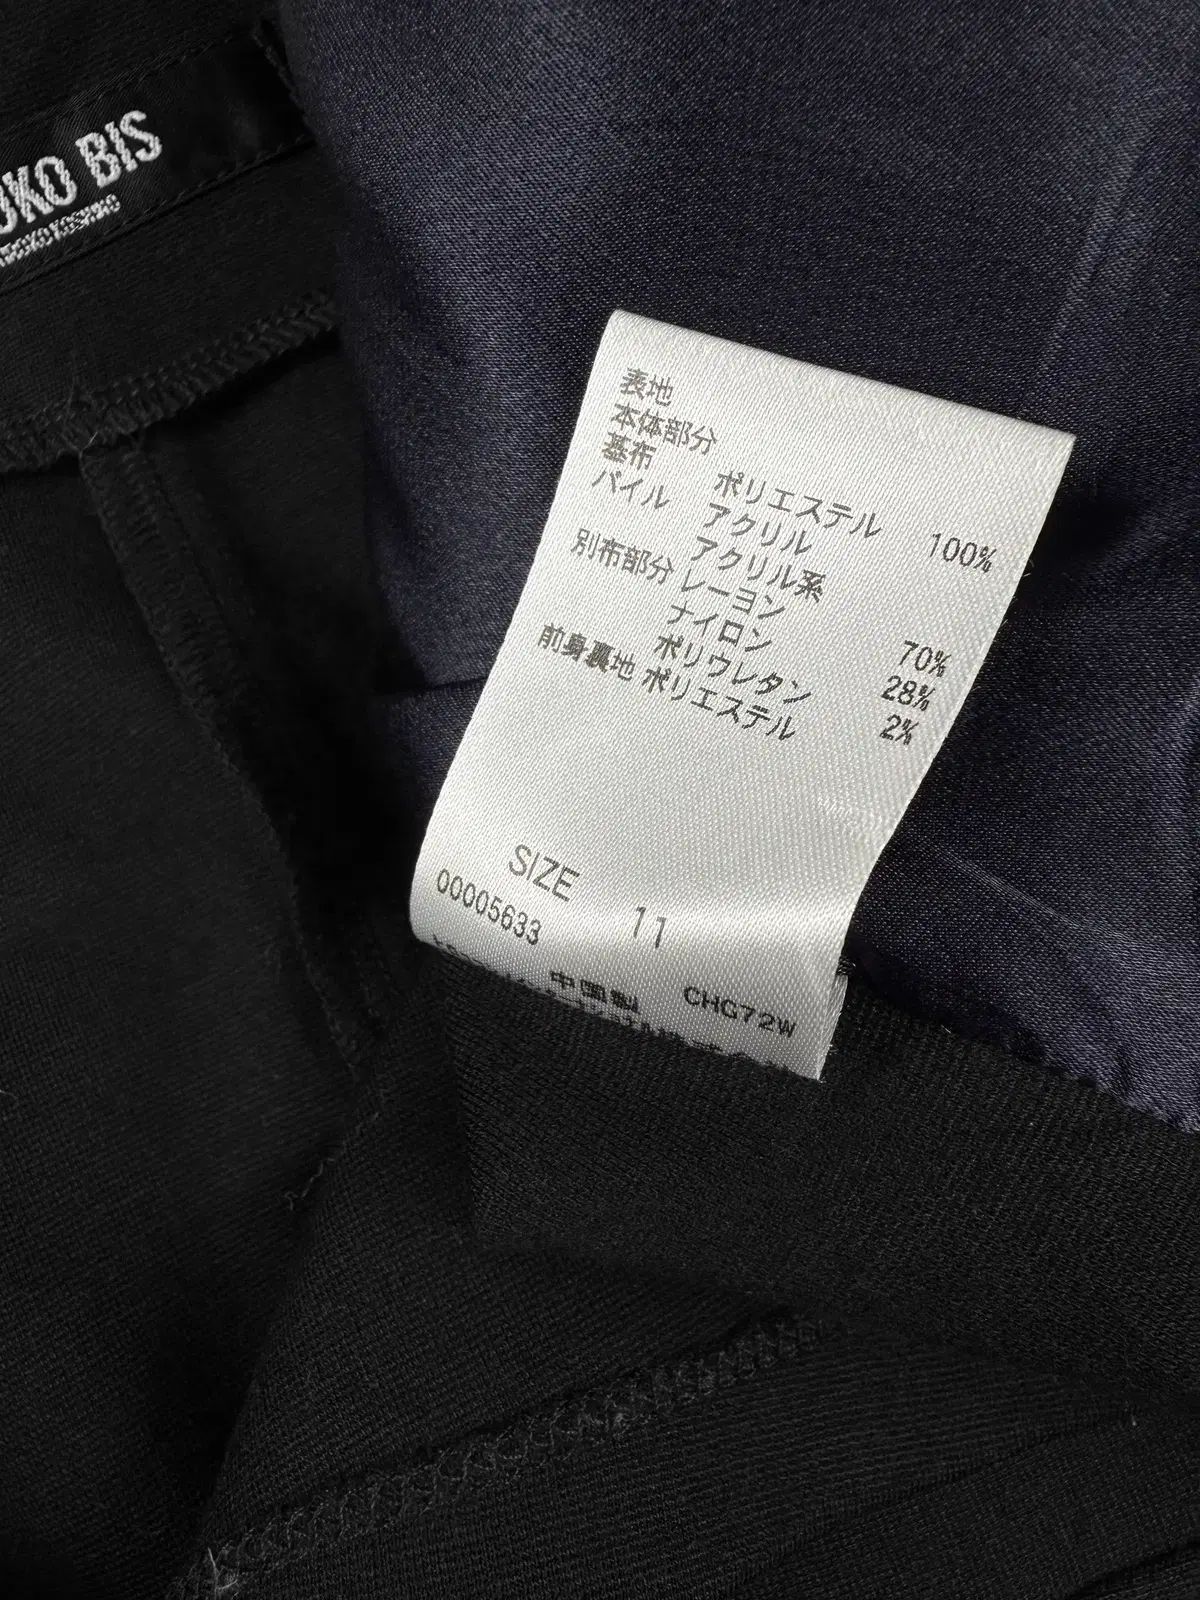 OKO BIS
表地
本体部分
基布 ポリエステル 100%
パイル アクリル
アクリル系
別布部分 レーヨン 70%
ナイロン 28%
ポリウレタン 2%
前身裏地 ポリエステル
SIZE 11
00005633
中国製 CHG72W